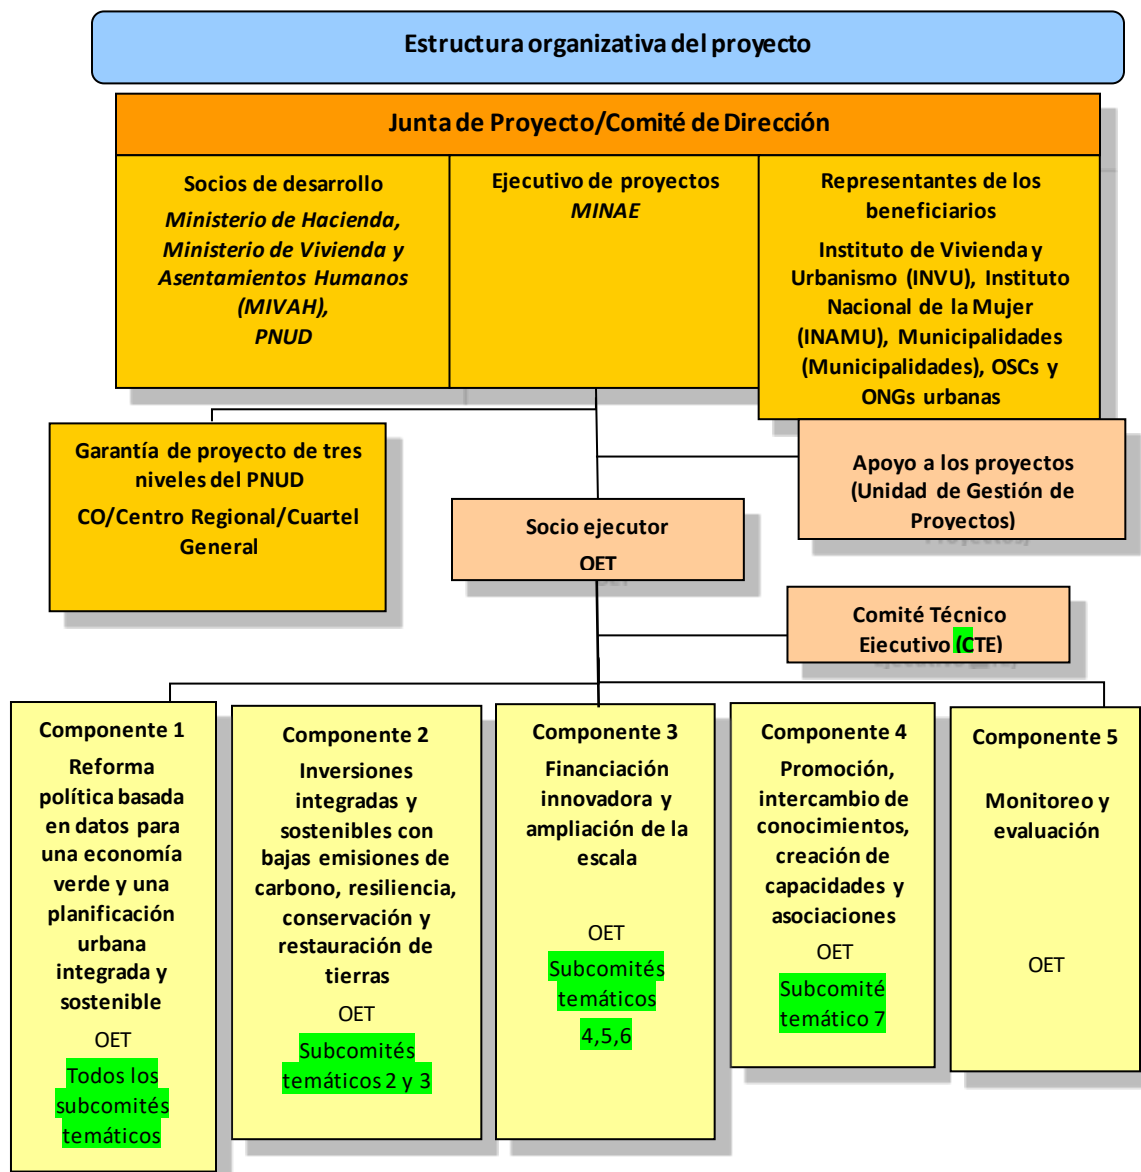 Estructura organizativa del proyecto
Junta de Proyecto/Comité de Dirección
Socios de desarrollo
Ministerio de Hacienda,
Ministerio de Vivienda y
Asentamientos Humanos
(MIVAH),
PNUD
Ejecutivo de proyectos
MINAE
Representantes de los
beneficiarios
Instituto de Vivienda y
Urbanismo (INVU), Instituto
Nacional de la Mujer
(INAMU), Municipalidades
(Municipalidades), OSCs y
ONGs urbanas
Garantía de proyecto de tres
niveles del PNUD
CO/Centro Regional/Cuartel
General
Apoyo a los proyectos
(Unidad de Gestión de
Proyectos)
Socio ejecutor
OET
Comité Técnico
Ejecutivo (CTE)
Componente 1
Reforma
política basada
en datos para
una economía
verde y una
planificación
urbana
integrada y
sostenible
OET
Todos los
subcomités
temáticos
Componente 2
Inversiones
integradas y
sostenibles con
bajas emisiones de
carbono, resiliencia,
conservación y
restauración de
tierras
OET
Subcomités
temáticos 2 y 3
Componente 3
Financiación
innovadora y
ampliación de la
escala
OET
Subcomités
temáticos
4,5,6
Componente 4
Promoción,
intercambio de
conocimientos,
creación de
capacidades y
asociaciones
OET
Subcomité
temático 7
Componente 5
Monitoreo y
evaluación
OET